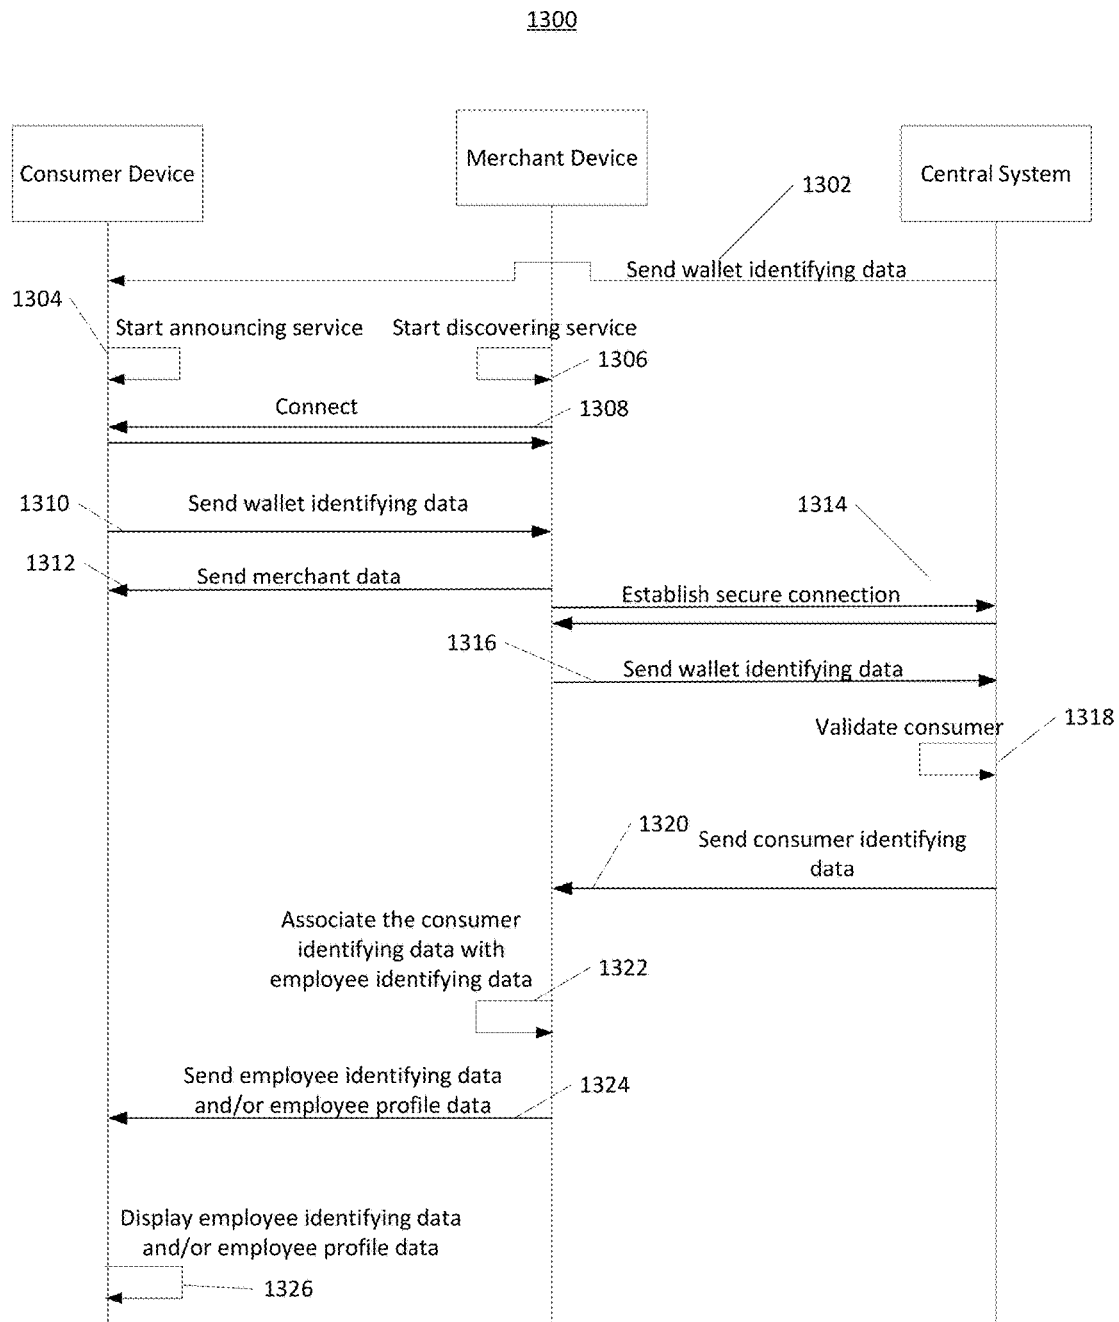 1300
Consumer Device
Merchant Device
Central System
1302
Send wallet identifying data
1304
Start announcing service
Start discovering service
1306
Connect
1308
1310
Send wallet identifying data
1314
1312
Send merchant data
Establish secure connection
1316
Send wallet identifying data
Validate consumer
1318
1320
Send consumer identifying
data
Associate the consumer
identifying data with
employee identifying data
1322
Send employee identifying data
and/or employee profile data
1324
Display employee identifying data
and/or employee profile data
1326